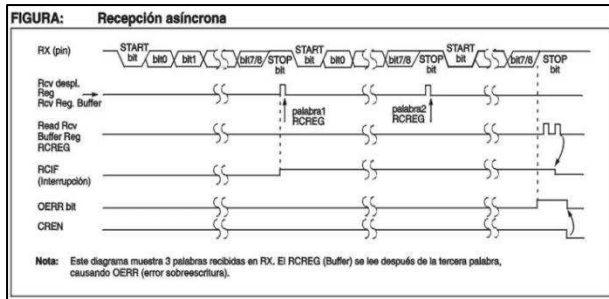 FIGURA: Recepción asíncrona
RX (pin)
START bit bit0 bit1 bit7/8 STOP bit START bit bit0 bit7/8 STOP bit START bit bit7/8 STOP bit
Rcv despl.
Reg
Rcv Reg. Buffer
palabra1
RCREG
palabra2
RCREG
Read Rcv
Buffer Reg
RCREG
RCIF
(Interrupción)
OERR bit
CREN
Nota: Este diagrama muestra 3 palabras recibidas en RX. El RCREG (Buffer) se lee después de la tercera palabra,
causando OERR (error sobreescritura).